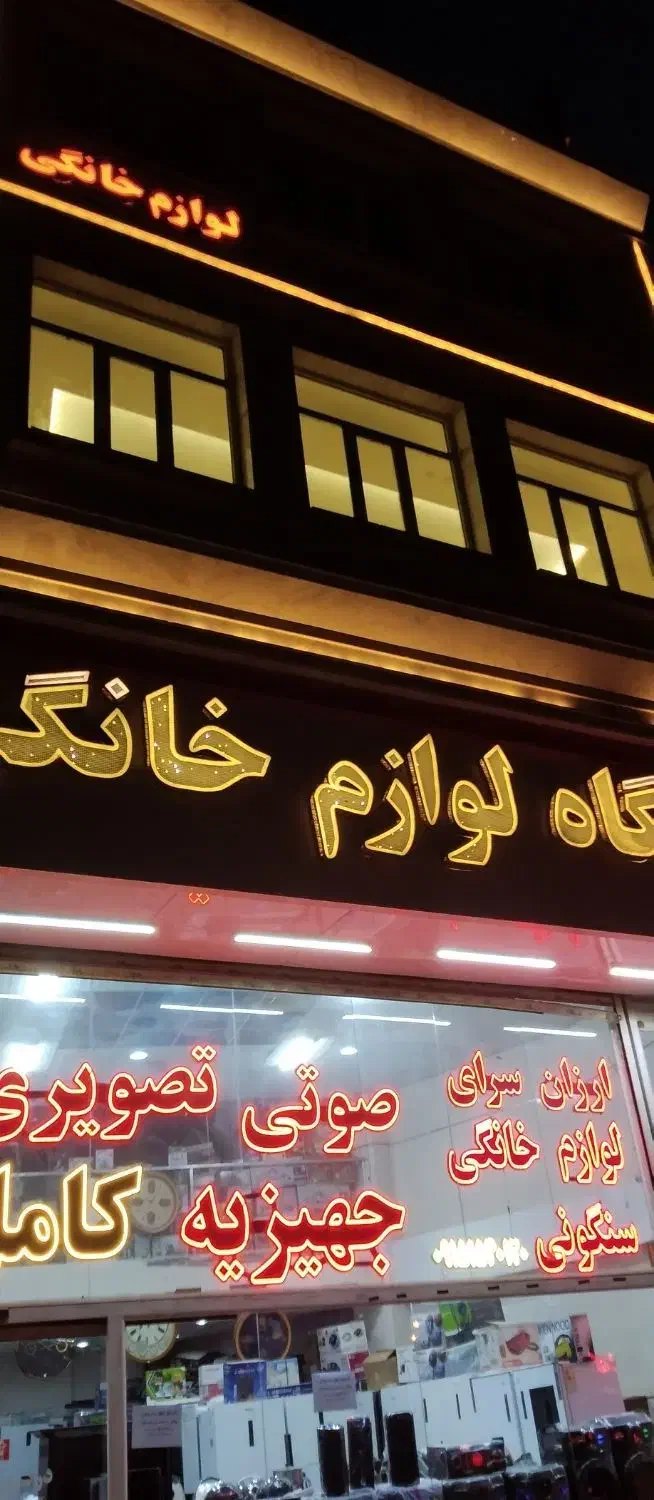 لوازم خانگی
گاه لوازم خانگ
ارزان سرای
لوازم خانگی
سنگونی
صوتی تصویری
جهیزیه کامل